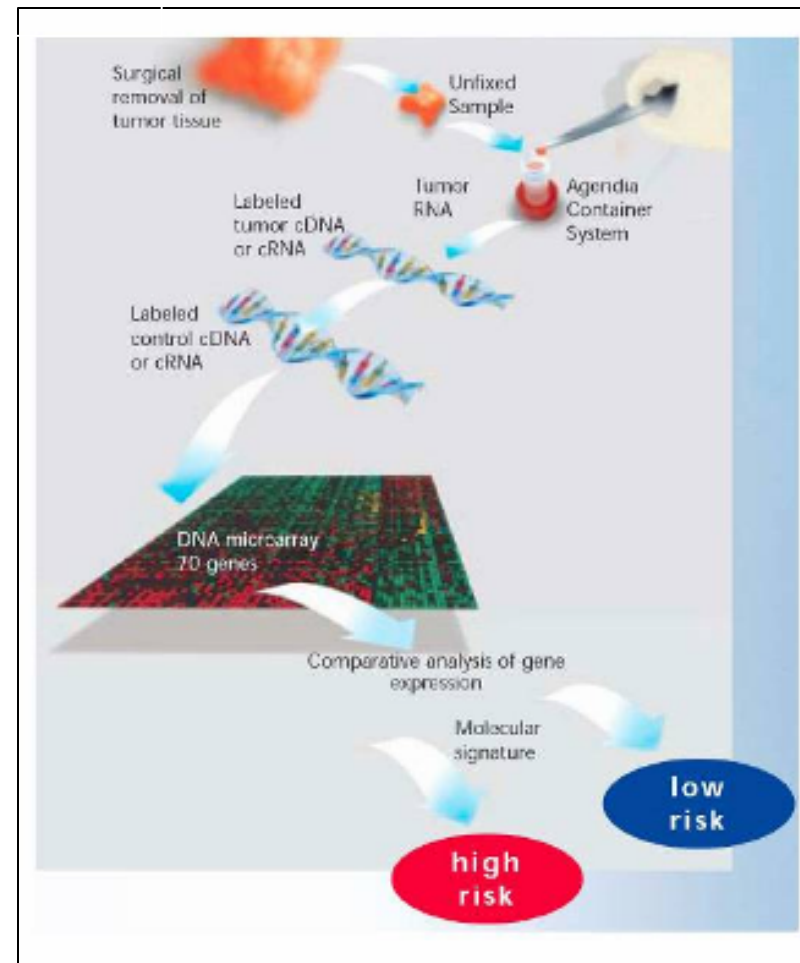 Surgical
removal of
tumor tissue
Unfixed
Sample
Tumor
RNA
Agendia
Container
System
Labeled
tumor cDNA
or cRNA
Labeled
control cDNA
or cRNA
DNA microarray
70 genes
Comparative analysis of gene
expression
Molecular
signature
low
risk
high
risk